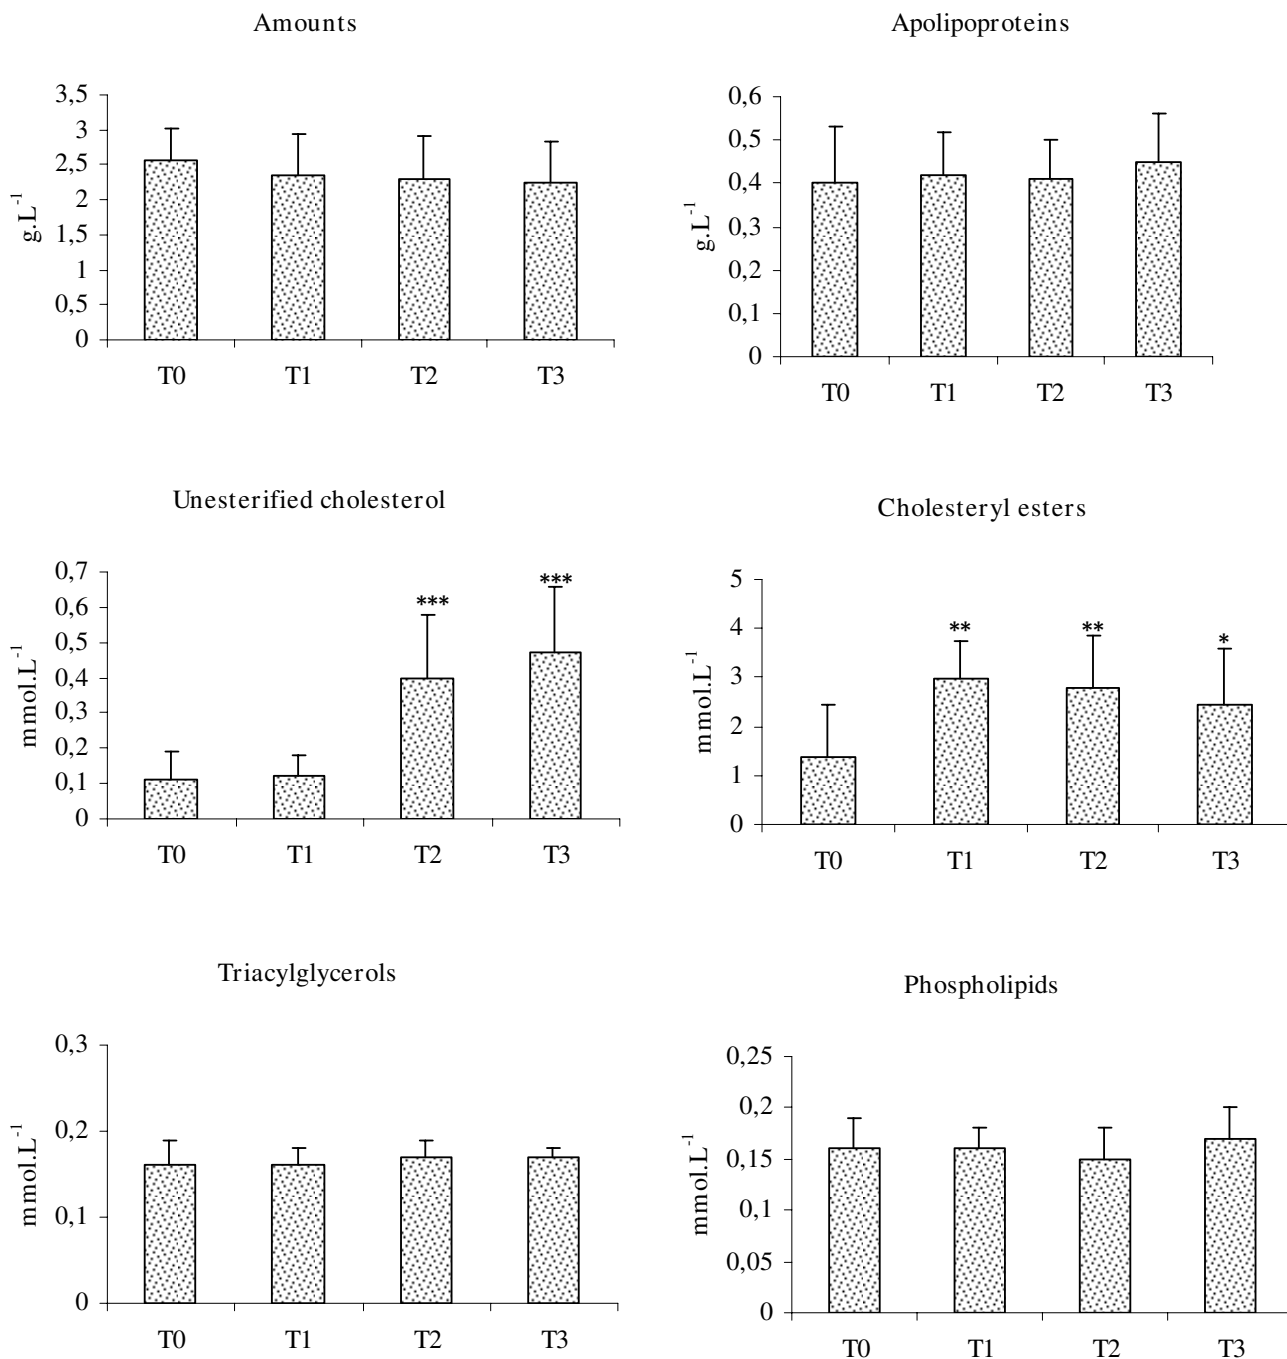 Amounts
3,5
3
2,5
2
1,5
1
0,5
0
g.L-1
T0 T1 T2 T3
Apolipoproteins
0,6
0,5
0,4
0,3
0,2
0,1
0
g.L-1
T0 T1 T2 T3
Unesterified cholesterol
0,7
0,6
0,5
0,4
0,3
0,2
0,1
0
mmol.L-1
*** ***
T0 T1 T2 T3
Cholesteryl esters
5
4
3
2
1
0
mmol.L-1
** ** *
T0 T1 T2 T3
Triacylglycerols
0,3
0,2
0,1
0
mmol.L-1
T0 T1 T2 T3
Phospholipids
0,25
0,2
0,15
0,1
0,05
0
mmol.L-1
T0 T1 T2 T3